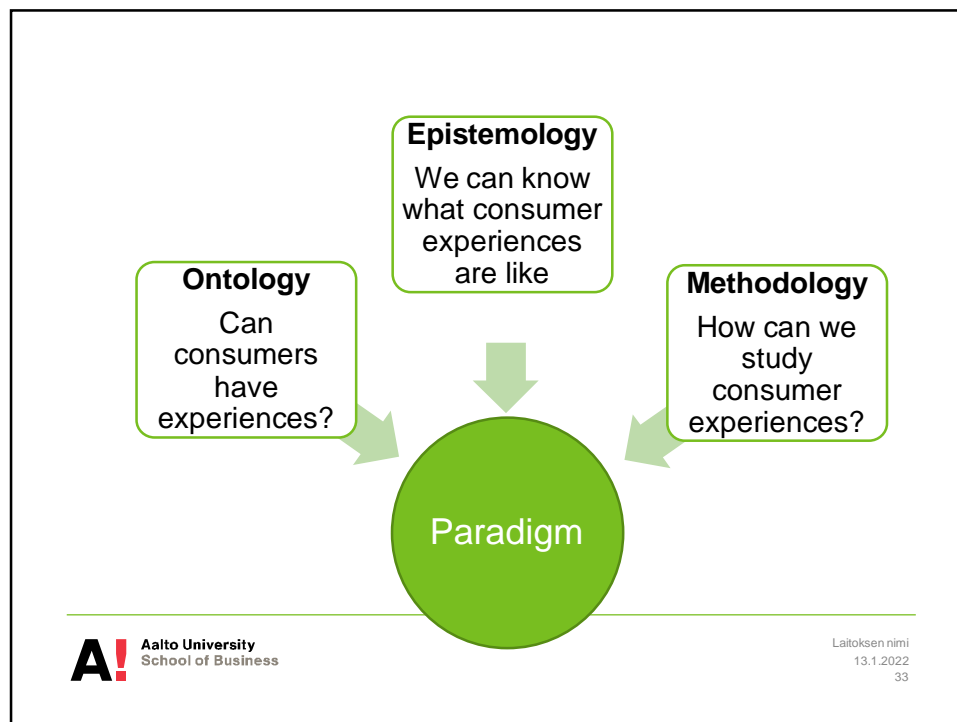 Epistemology
We can know
what consumer
experiences
are like
Ontology
Can
consumers
have
experiences?
Methodology
How can we
study
consumer
experiences?
Paradigm
A!
Aalto University
School of Business
Laitoksen nimi
13.1.2022
33